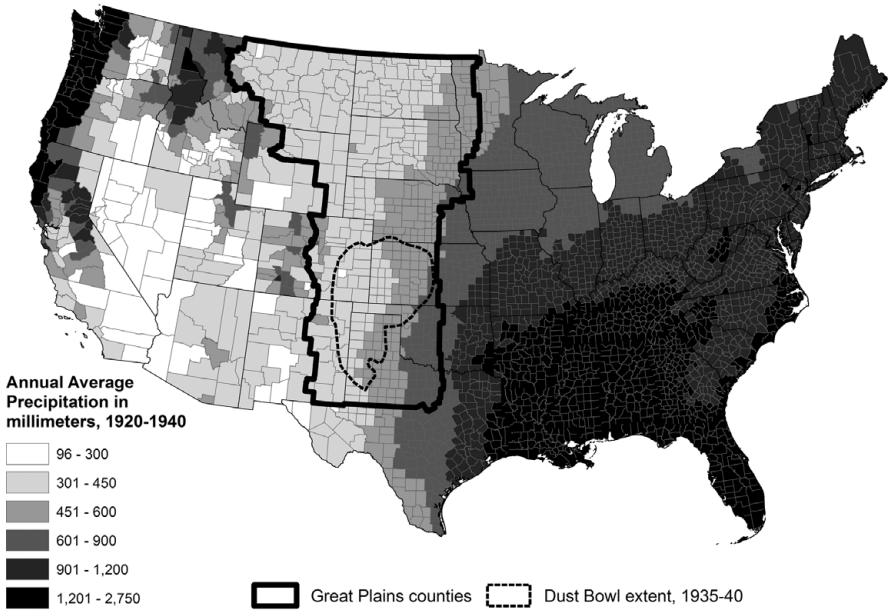 Annual Average
Precipitation in
millimeters, 1920-1940
96 - 300
301 - 450
451 - 600
601 - 900
901 - 1,200
1,201 - 2,750
Great Plains counties
Dust Bowl extent, 1935-40